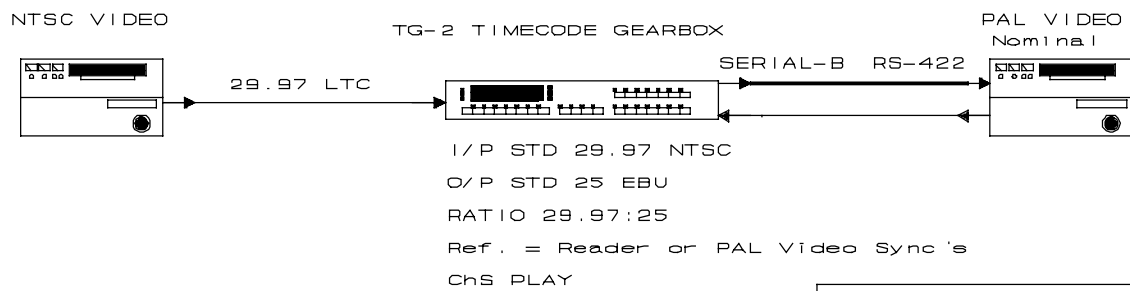 NTSC VIDEO
TG-2 TIMECODE GEARBOX
PAL VIDEO
Nominal
29.97 LTC
SERIAL-B RS-422
I/P STD 29.97 NTSC
O/P STD 25 EBU
RATIO 29.97:25
Ref. = Reader or PAL Video Sync's
ChS PLAY